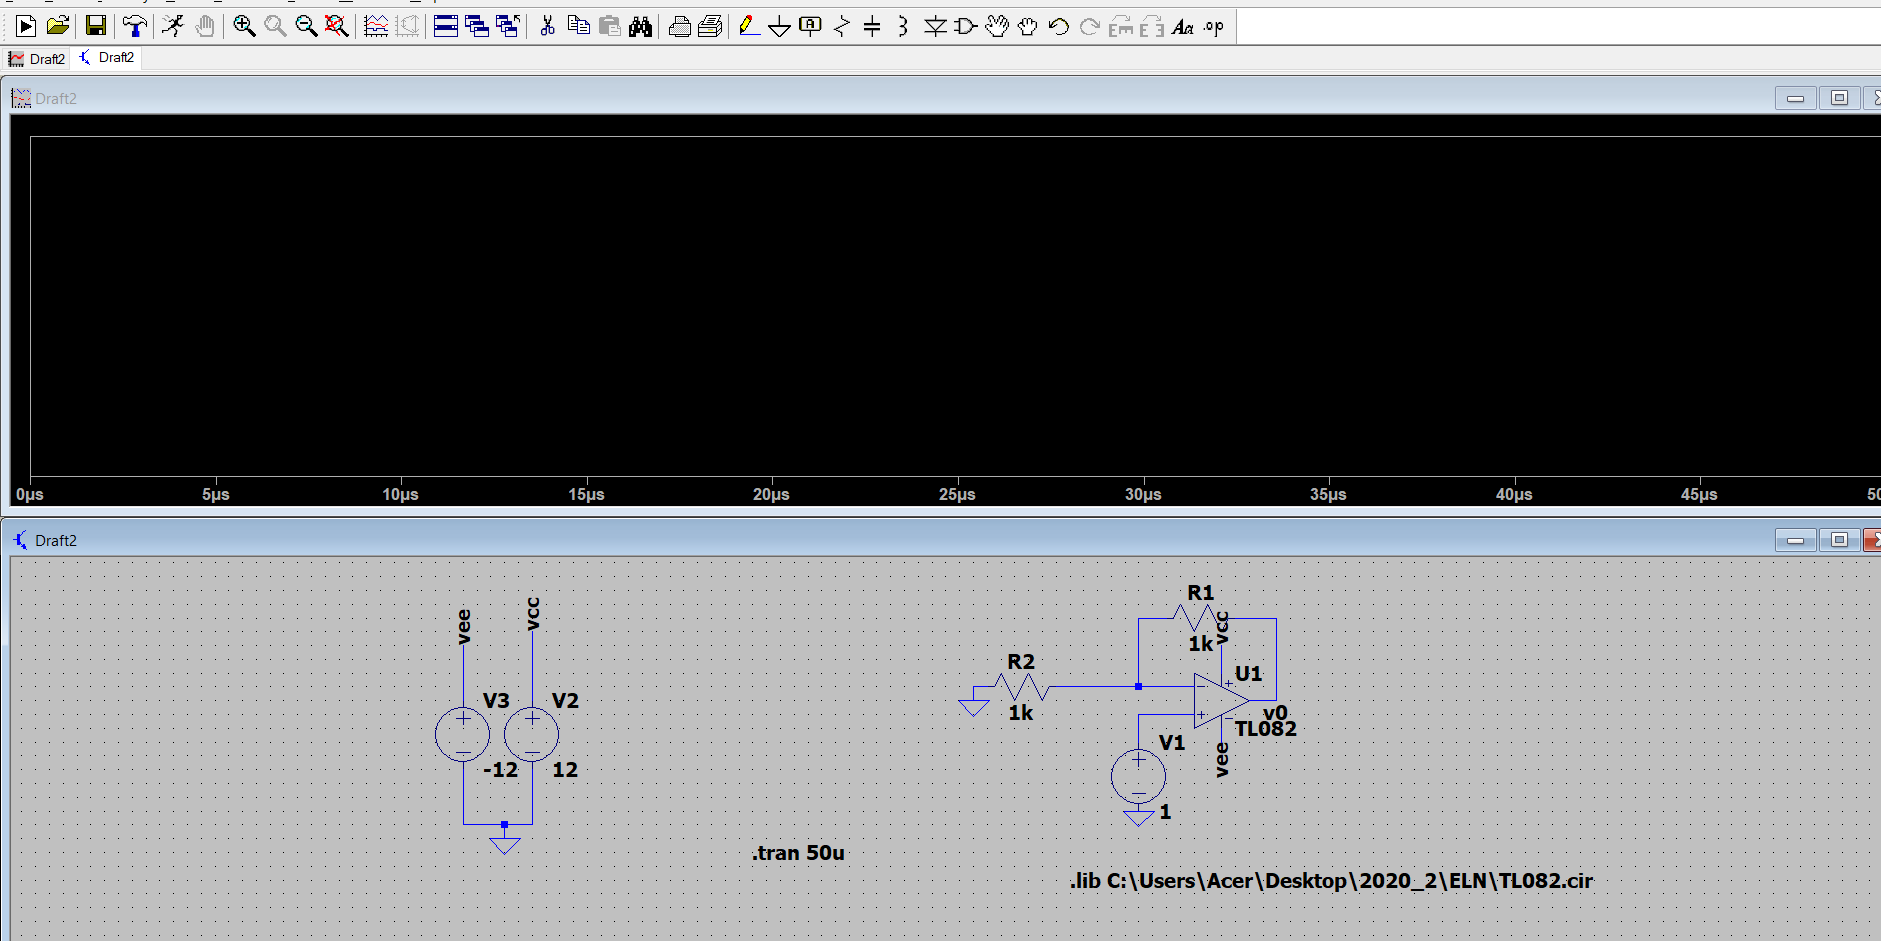 Aa .op
Draft2 Draft2
Draft2
0µs 5µs 10µs 15µs 20µs 25µs 30µs 35µs 40µs 45µs
Draft2
vee
vcc
V3
-12
V2
12
R1
1k
vcc
R2
1k
U1
v0
TL082
vee
V1
1
.tran 50u
.lib C:\Users\Acer\Desktop\2020_2\ELN\TL082.cir